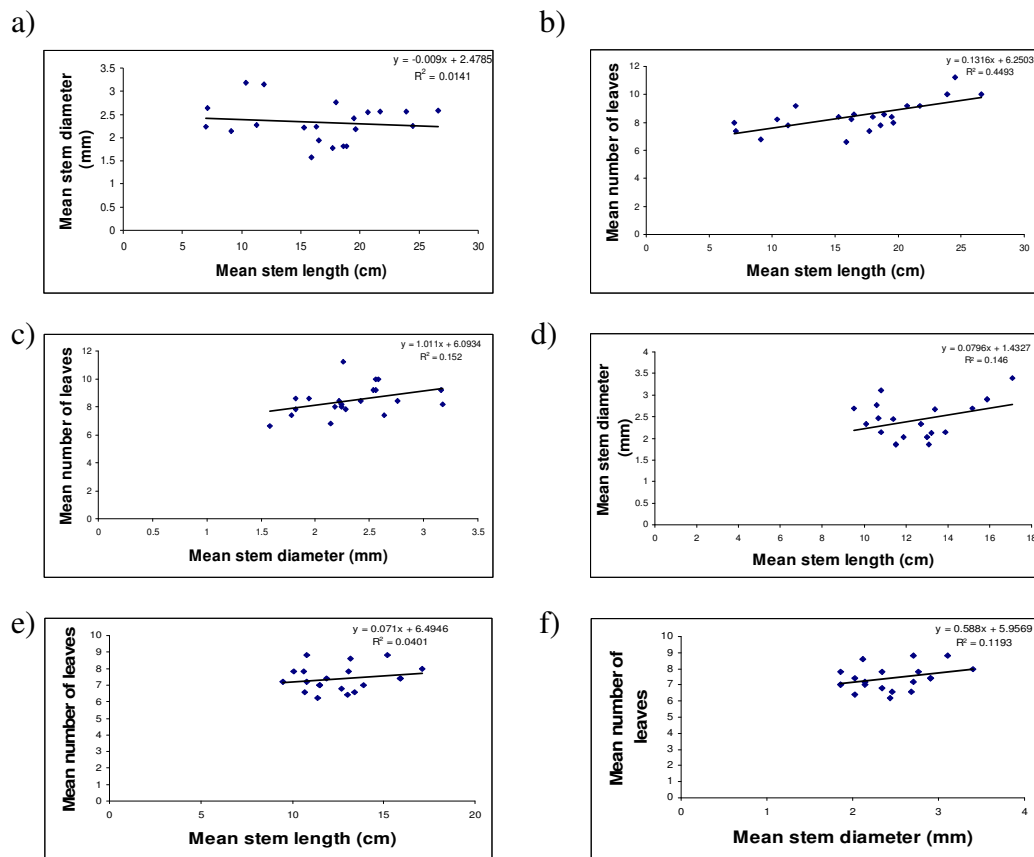 a)
y = -0.009x + 2.4785
R² = 0.0141
3.5
3
2.5
2
1.5
1
0.5
0
0 5 10 15 20 25 30
Mean stem diameter
(mm)
Mean stem length (cm)
b)
y = 0.1316x + 6.2503
R² = 0.4493
12
10
8
6
4
2
0
0 5 10 15 20 25 30
Mean number of leaves
Mean stem length (cm)
c)
y = 1.011x + 6.0934
R² = 0.152
12
10
8
6
4
2
0
0 0.5 1 1.5 2 2.5 3 3.5
Mean number of leaves
Mean stem diameter (mm)
d)
y = 0.0796x + 1.4327
R² = 0.146
4
3.5
3
2.5
2
1.5
1
0.5
0
0 2 4 6 8 10 12 14 16 18
Mean stem diameter
(mm)
Mean stem length (cm)
e)
y = 0.071x + 6.4946
R² = 0.0401
10
9
8
7
6
5
4
3
2
1
0
0 5 10 15 20
Mean number of leaves
Mean stem length (cm)
f)
y = 0.588x + 5.9569
R² = 0.1193
10
9
8
7
6
5
4
3
2
1
0
0 1 2 3 4
Mean number of
leaves
Mean stem diameter (mm)